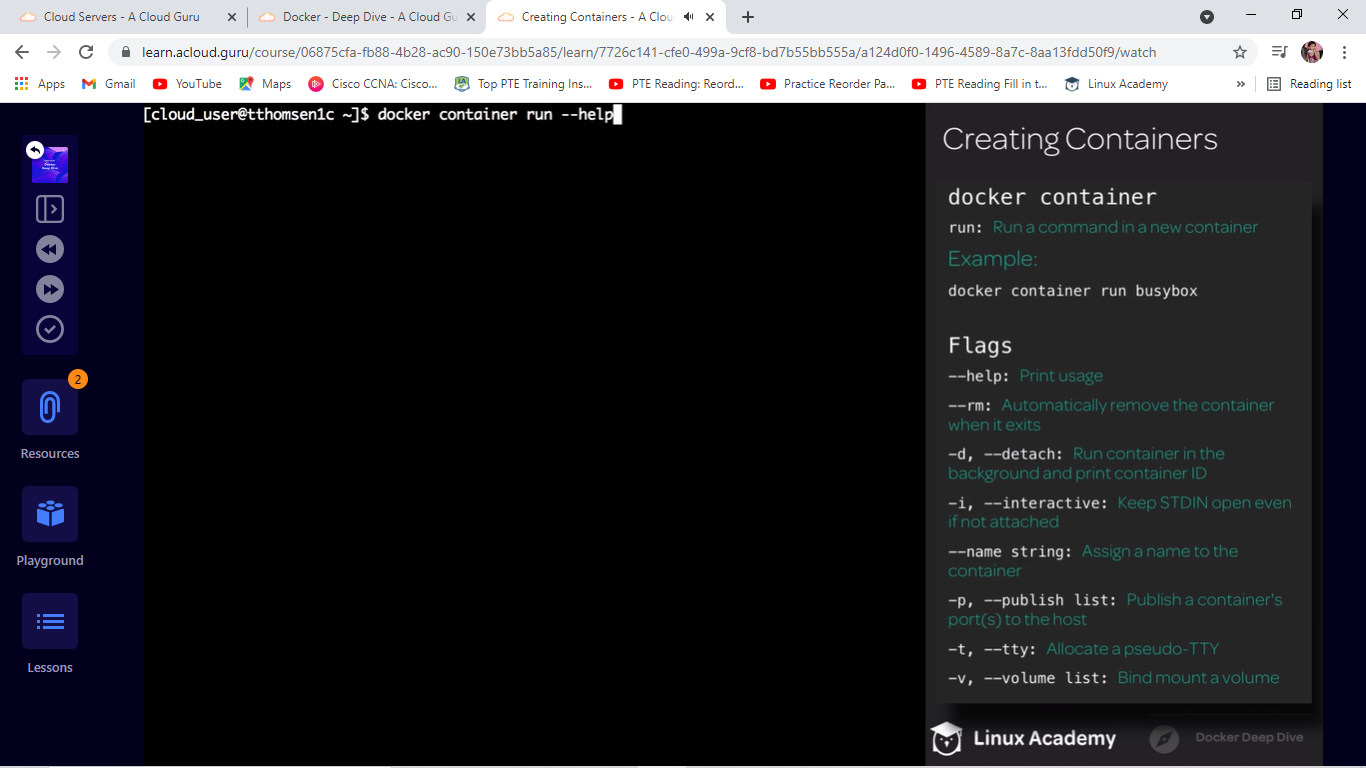 Cloud Servers - A Cloud Guru
Docker - Deep Dive - A Cloud Gu
Creating Containers - A Clou
learn.acloud.guru/course/06875cfa-fb88-4b28-ac90-150e73bb5a85/learn/7726c141-cfe0-499a-9cf8-bd7b55bb555a/a124d0f0-1496-4589-8a7c-8aa13fdd50f9/watch
Apps
Gmail
YouTube
Maps
Cisco CCNA: Cisco...
Top PTE Training Ins...
PTE Reading: Reord...
Practice Reorder Pa...
PTE Reading Fill in t...
Linux Academy
»
Reading list
Docker
Deep Dive
2
Resources
Playground
Lessons
[cloud_user@tthomsen1c ~]$ docker container run --help
Creating Containers
docker container
run: Run a command in a new container
Example:
docker container run busybox
Flags
--help: Print usage
--rm: Automatically remove the container
when it exits
-d, --detach: Run container in the
background and print container ID
-i, --interactive: Keep STDIN open even
if not attached
--name string: Assign a name to the
container
-p, --publish list: Publish a container's
port(s) to the host
-t, --tty: Allocate a pseudo-TTY
-v, --volume list: Bind mount a volume
Linux Academy
Docker Deep Dive